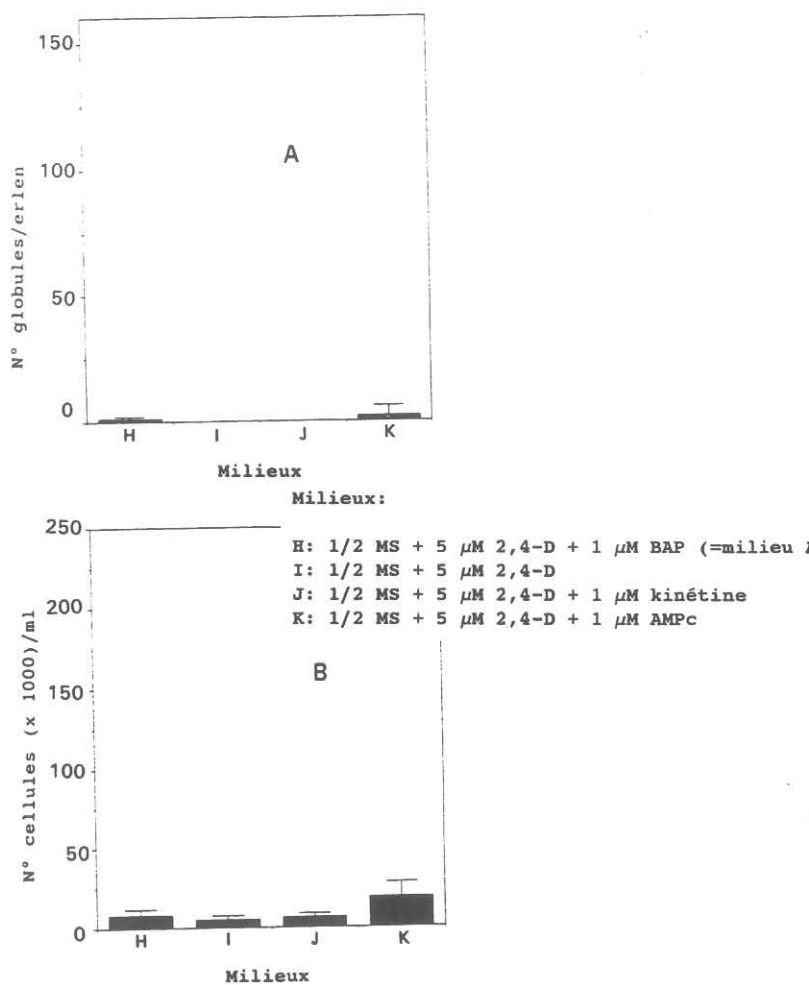 150
100
50
0
N° globules/erlen
A
H I J K
Milieux
Milieux:
H: 1/2 MS + 5 µM 2,4-D + 1 µM BAP (=milieu
I: 1/2 MS + 5 µM 2,4-D
J: 1/2 MS + 5 µM 2,4-D + 1 µM kinétine
K: 1/2 MS + 5 µM 2,4-D + 1 µM AMPc
250
200
150
100
50
0
N° cellules (x 1000)/ml
B
H I J K
Milieux